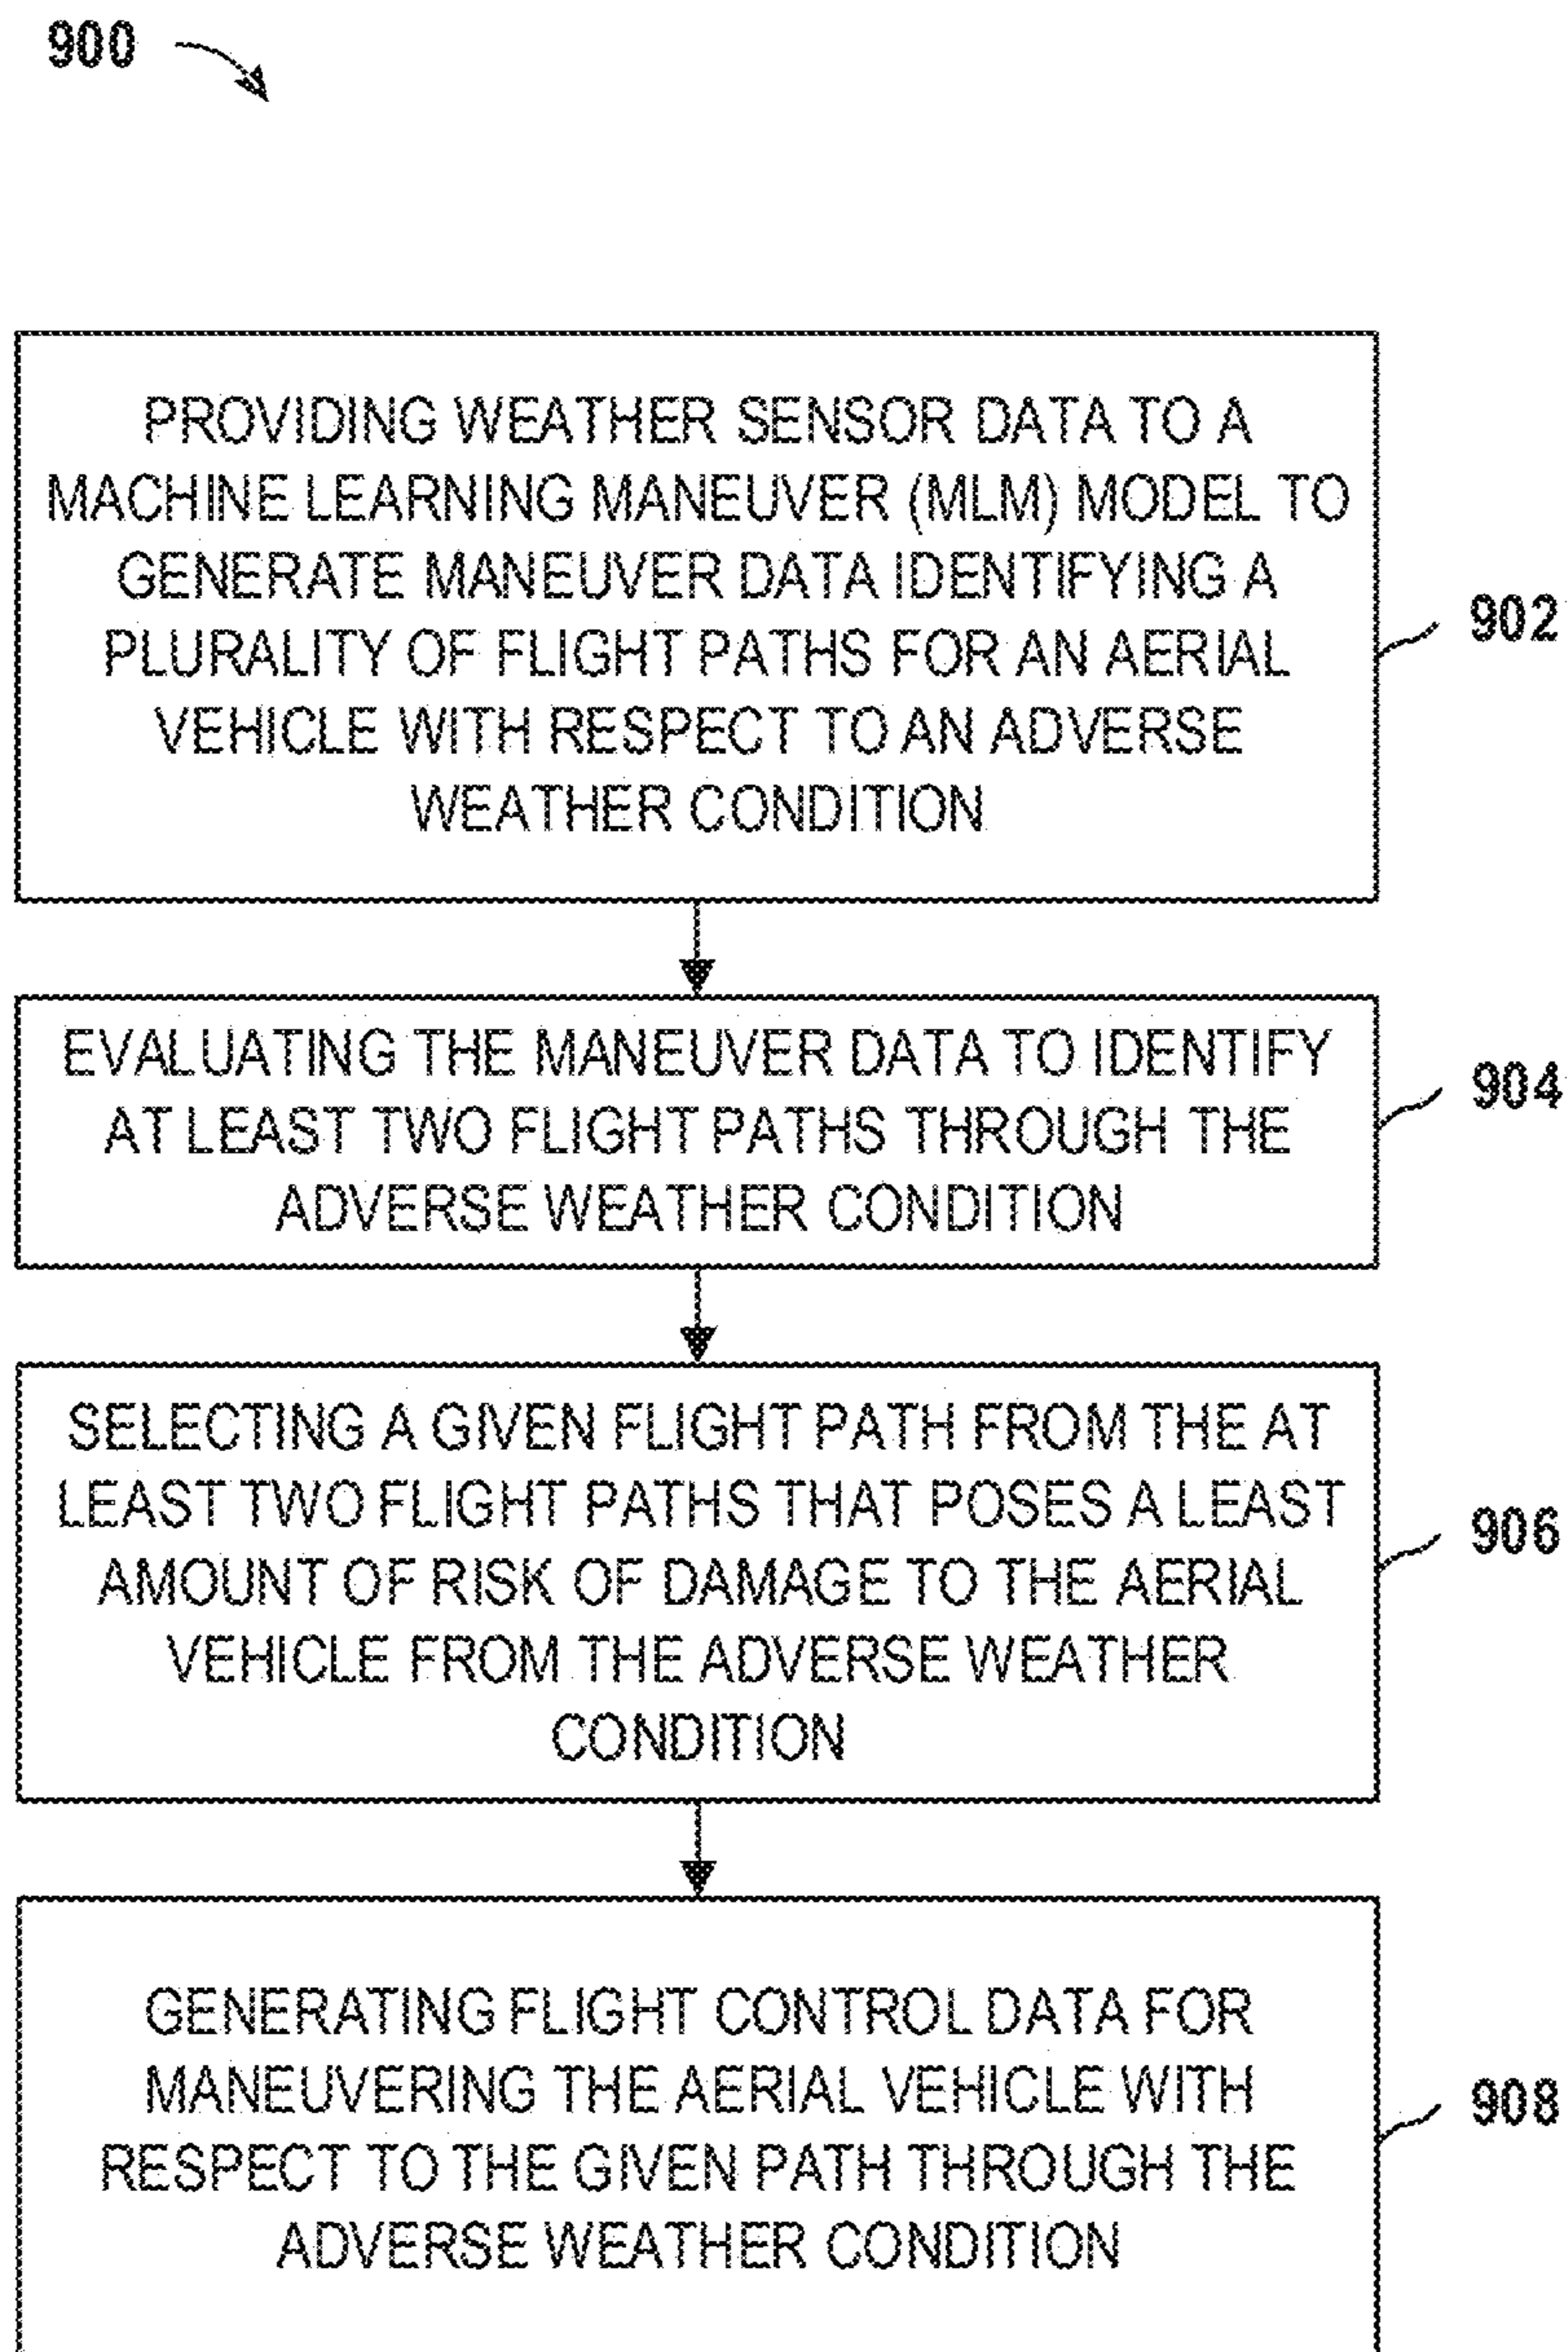 900
PROVIDING WEATHER SENSOR DATA TO A
MACHINE LEARNING MANEUVER (MLM) MODEL TO
GENERATE MANEUVER DATA IDENTIFYING A
PLURALITY OF FLIGHT PATHS FOR AN AERIAL
VEHICLE WITH RESPECT TO AN ADVERSE
WEATHER CONDITION
902
EVALUATING THE MANEUVER DATA TO IDENTIFY
AT LEAST TWO FLIGHT PATHS THROUGH THE
ADVERSE WEATHER CONDITION
904
SELECTING A GIVEN FLIGHT PATH FROM THE AT
LEAST TWO FLIGHT PATHS THAT POSES A LEAST
AMOUNT OF RISK OF DAMAGE TO THE AERIAL
VEHICLE FROM THE ADVERSE WEATHER
CONDITION
906
GENERATING FLIGHT CONTROL DATA FOR
MANEUVERING THE AERIAL VEHICLE WITH
RESPECT TO THE GIVEN PATH THROUGH THE
ADVERSE WEATHER CONDITION
908